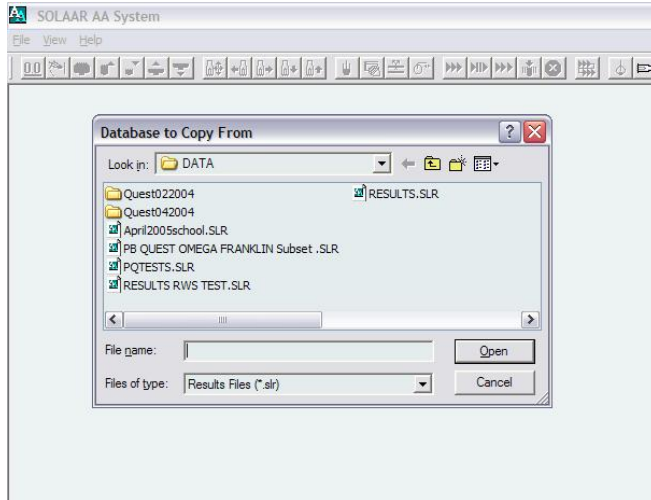 SOLAAR AA System
File View Help
0.0
Database to Copy From
Look in: DATA
Quest022004
Quest042004
April2005school.SLR
PB QUEST OMEGA FRANKLIN Subset .SLR
PQTESTS.SLR
RESULTS RWS TEST.SLR
RESULTS.SLR
File name:
Open
Files of type: Results Files (*.slr)
Cancel